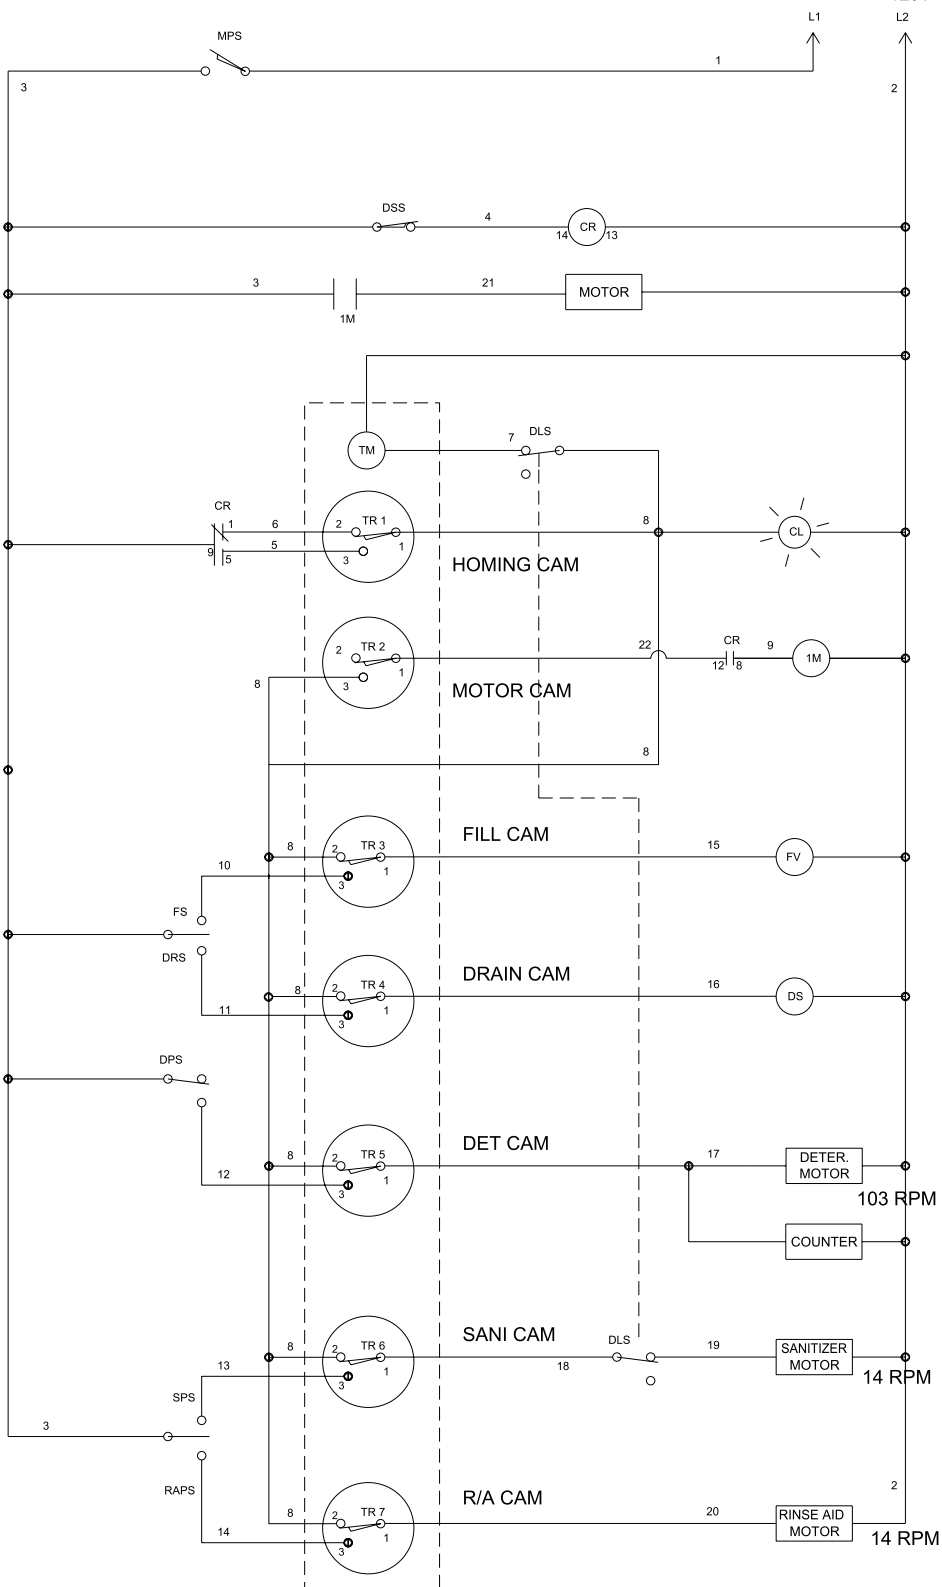 L1
L2
MPS
1
3
2
DSS
4
14
CR
13
3
1M
21
MOTOR
TM
7
DLS
CR
1
6
2
TR 1
1
8
CL
9
5
5
3
HOMING CAM
2
TR 2
1
22
CR
12
8
9
1M
8
3
MOTOR CAM
8
FILL CAM
8
2
TR 3
1
15
FV
10
3
FS
DRS
DRAIN CAM
8
2
TR 4
1
16
DS
11
3
DPS
DET CAM
8
2
TR 5
1
17
DETER.
MOTOR
12
3
103 RPM
COUNTER
SANI CAM
8
2
TR 6
1
18
DLS
19
SANITIZER
MOTOR
13
3
14 RPM
SPS
3
RAPS
R/A CAM
2
8
2
TR 7
1
20
RINSE AID
MOTOR
14
3
14 RPM